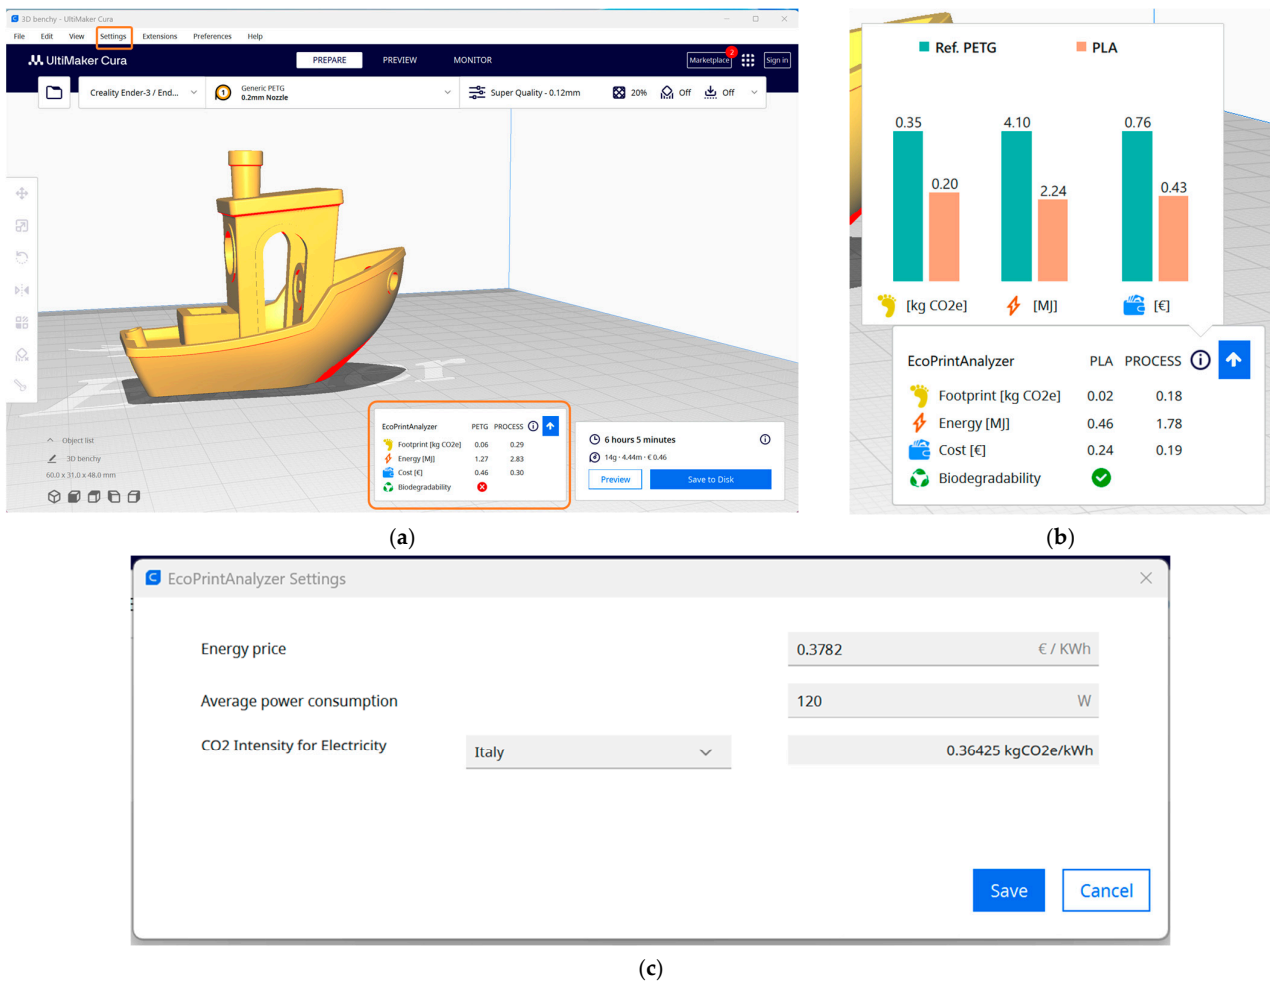 3D benchy - UltiMaker Cura
File Edit View Settings Extensions Preferences Help
UltiMaker Cura PREPARE PREVIEW MONITOR Marketplace 2 Sign in
Creality Ender-3 / End... 1 Generic PETG
0.2mm Nozzle
Super Quality - 0.12mm 20% Off Off
Object list
3D benchy
60.0 x 31.0 x 48.0 mm
EcoPrintAnalyzer PETG PROCESS
Footprint [kg CO2e] 0.06 0.29
Energy [MJ] 1.27 2.83
Cost [€] 0.46 0.30
Biodegradability
6 hours 5 minutes
14g · 4.44m · € 0.46
Preview Save to Disk
(a)
Ref. PETG PLA
0.35 4.10 0.76
0.20 2.24 0.43
[kg CO2e] [MJ] [€]
EcoPrintAnalyzer PLA PROCESS
Footprint [kg CO2e] 0.02 0.18
Energy [MJ] 0.46 1.78
Cost [€] 0.24 0.19
Biodegradability
(b)
EcoPrintAnalyzer Settings
Energy price 0.3782 € / KWh
Average power consumption 120 W
CO2 Intensity for Electricity Italy 0.36425 kgCO2e/kWh
Save Cancel
(c)